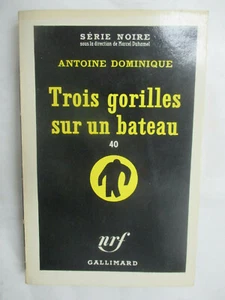 SÉRIE NOIRE
sous la direction de Marcel Duhamel
ANTOINE DOMINIQUE
Trois gorilles
sur un bateau
40
nrf
GALLIMARD